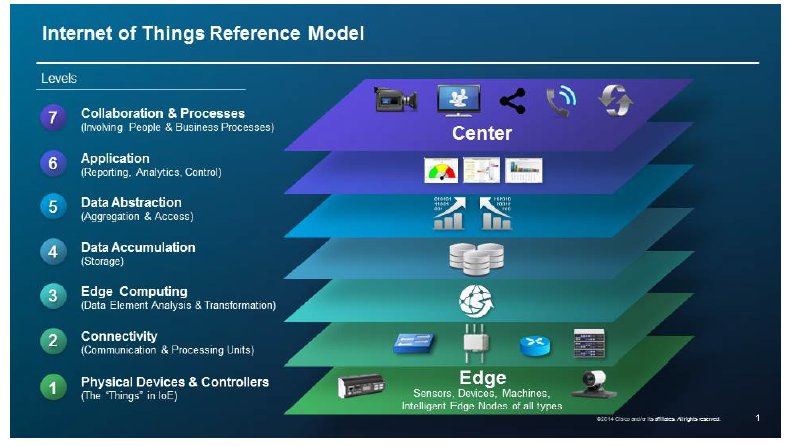 Internet of Things Reference Model
Levels
7
Collaboration & Processes
(Involving People & Business Processes)
Center
6
Application
(Reporting, Analytics, Control)
5
Data Abstraction
(Aggregation & Access)
010101
4
Data Accumulation
(Storage)
3
Edge Computing
(Data Element Analysis & Transformation)
2
Connectivity
(Communication & Processing Units)
1
Physical Devices & Controllers
(The "Things" in IoE)
Edge
Sensors, Devices, Machines,
Intelligent Edge Nodes of all types
©2014 Cisco and/or its affiliates. All rights reserved.
1